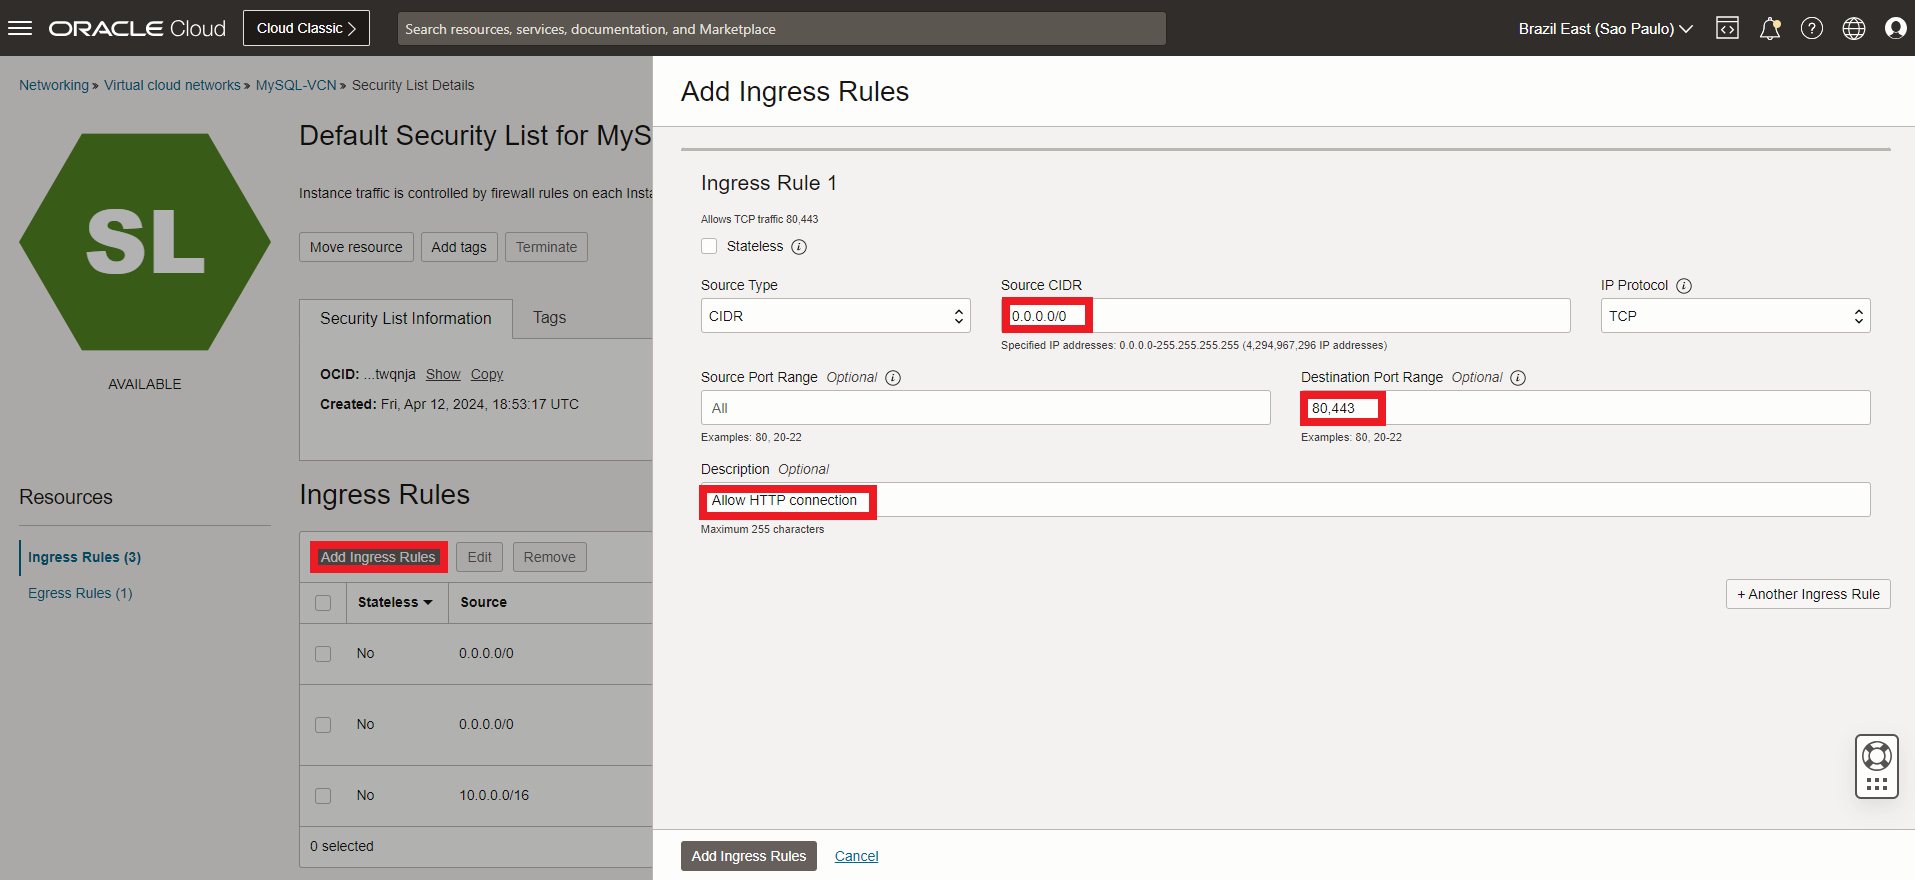 ORACLE Cloud
Cloud Classic
Search resources, services, documentation, and Marketplace
Brazil East (Sao Paulo)
Networking » Virtual cloud networks » MySQL-VCN » Security List Details
SL
AVAILABLE
Default Security List for MyS
Instance traffic is controlled by firewall rules on each Insta
Move resource
Add tags
Terminate
Security List Information
Tags
OCID: ...twqnja Show Copy
Created: Fri, Apr 12, 2024, 18:53:17 UTC
Resources
Ingress Rules (3)
Egress Rules (1)
Ingress Rules
Add Ingress Rules
Edit
Remove
Stateless
Source
No
0.0.0.0/0
No
0.0.0.0/0
No
10.0.0.0/16
0 selected
Add Ingress Rules
Ingress Rule 1
Allows TCP traffic 80,443
Stateless
Source Type
CIDR
Source CIDR
0.0.0.0/0
Specified IP addresses: 0.0.0.0-255.255.255.255 (4,294,967,296 IP addresses)
IP Protocol
TCP
Source Port Range Optional
All
Examples: 80, 20-22
Destination Port Range Optional
80,443
Examples: 80, 20-22
Description Optional
Allow HTTP connection
Maximum 255 characters
+ Another Ingress Rule
Add Ingress Rules
Cancel